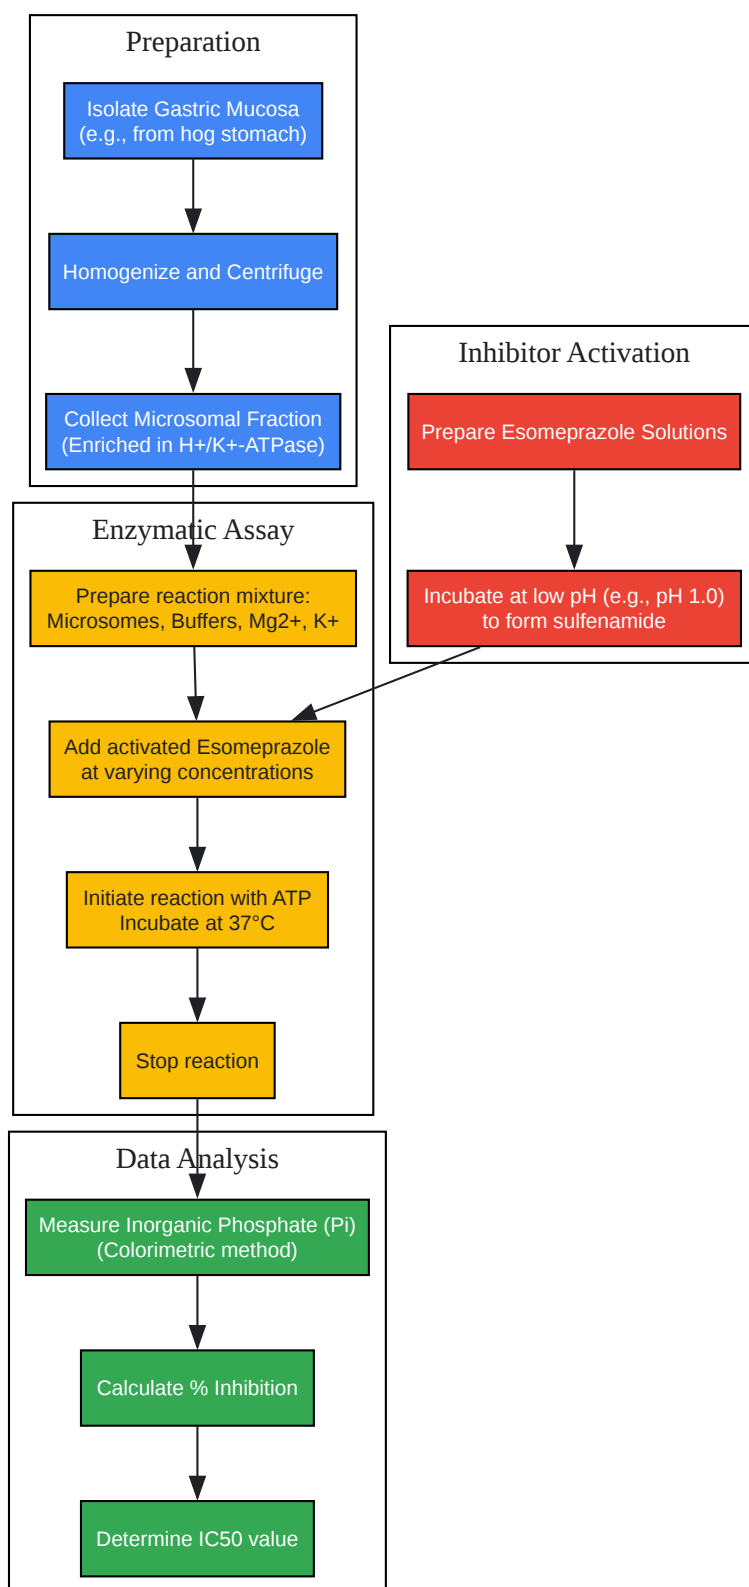 Preparation
Isolate Gastric Mucosa
(e.g., from hog stomach)
Homogenize and Centrifuge
Collect Microsomal Fraction
(Enriched in H+/K+-ATPase)
Inhibitor Activation
Prepare Esomeprazole Solutions
Incubate at low pH (e.g., pH 1.0)
to form sulfenamide
Enzymatic Assay
Prepare reaction mixture:
Microsomes, Buffers, Mg2+, K+
Add activated Esomeprazole
at varying concentrations
Initiate reaction with ATP
Incubate at 37°C
Stop reaction
Data Analysis
Measure Inorganic Phosphate (Pi)
(Colorimetric method)
Calculate % Inhibition
Determine IC50 value